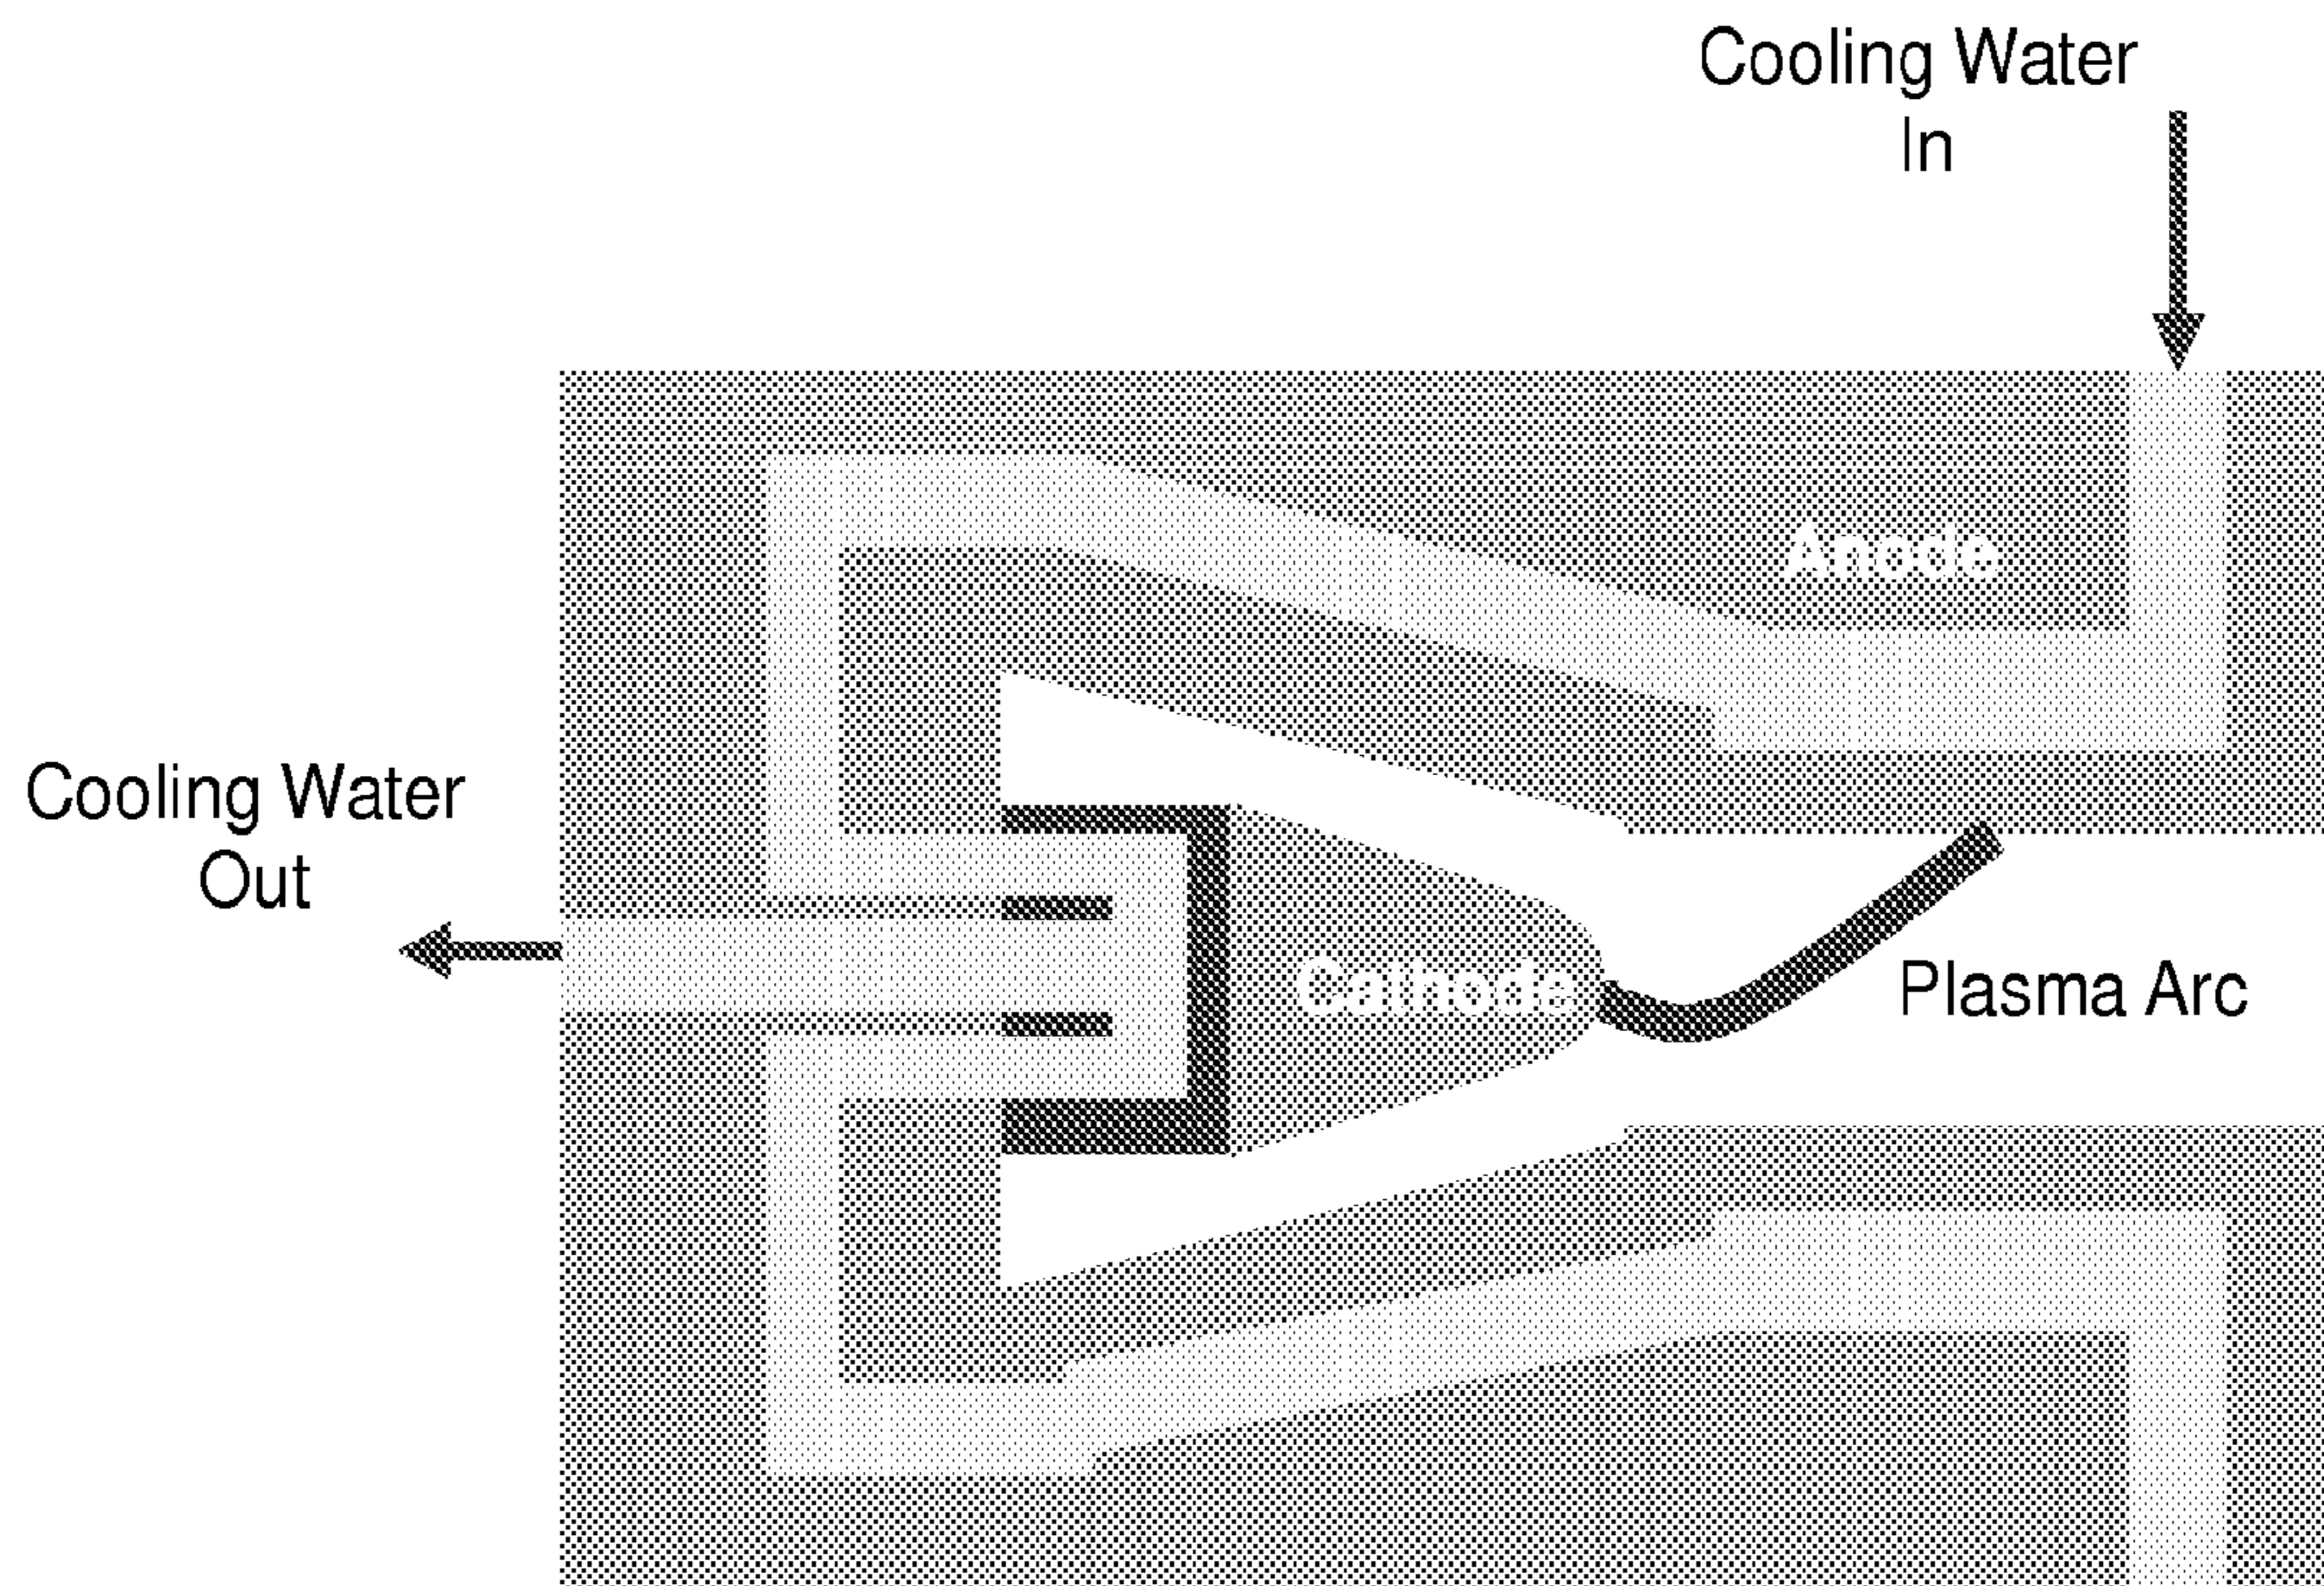 Cooling Water
In
Anode
Cooling Water
Out
Cathode
Plasma Arc